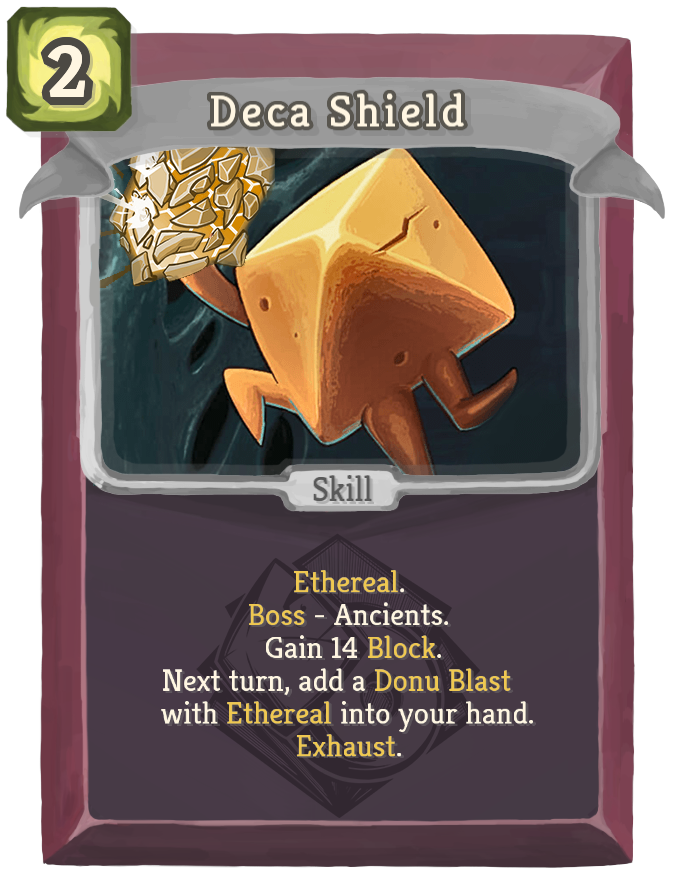 2
Deca Shield
Skill
Ethereal.
Boss - Ancients.
Gain 14 Block.
Next turn, add a Donu Blast
with Ethereal into your hand.
Exhaust.